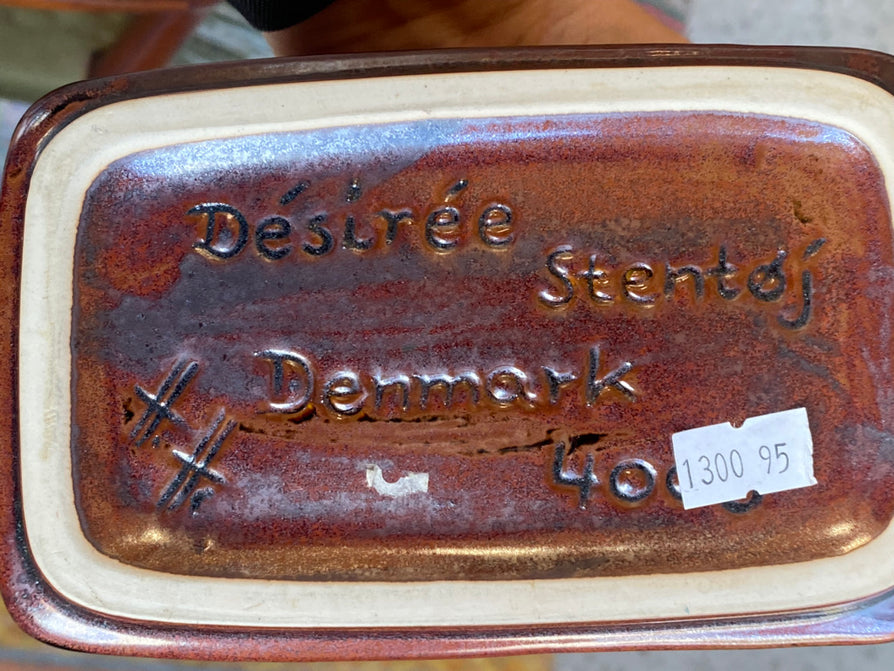 Désirée
Stentøj
Denmark
1300 95